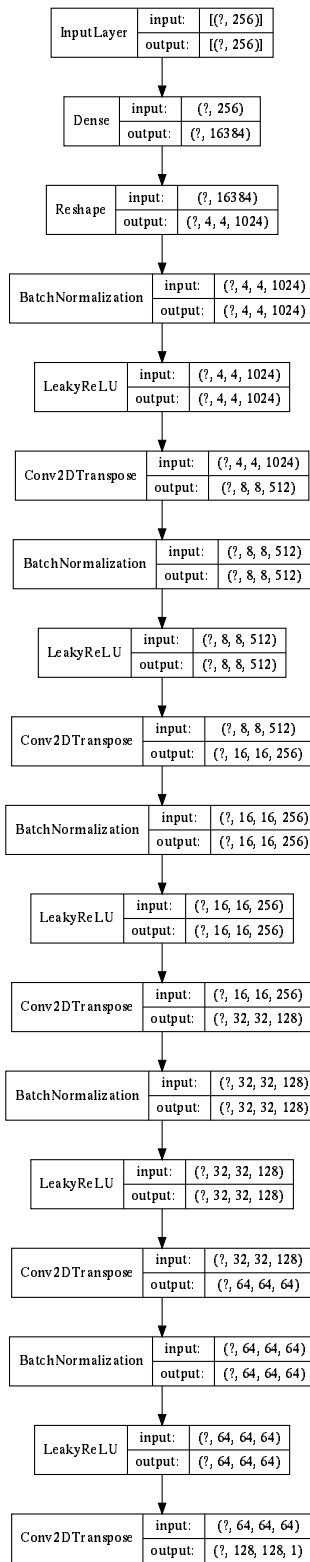 InputLayer
input: [(?, 256)]
output: [(?, 256)]
Dense
input: (?, 256)
output: (?, 16384)
Reshape
input: (?, 16384)
output: (?, 4, 4, 1024)
BatchNormalization
input: (?, 4, 4, 1024)
output: (?, 4, 4, 1024)
LeakyReLU
input: (?, 4, 4, 1024)
output: (?, 4, 4, 1024)
Conv2DTranspose
input: (?, 4, 4, 1024)
output: (?, 8, 8, 512)
BatchNormalization
input: (?, 8, 8, 512)
output: (?, 8, 8, 512)
LeakyReLU
input: (?, 8, 8, 512)
output: (?, 8, 8, 512)
Conv2DTranspose
input: (?, 8, 8, 512)
output: (?, 16, 16, 256)
BatchNormalization
input: (?, 16, 16, 256)
output: (?, 16, 16, 256)
LeakyReLU
input: (?, 16, 16, 256)
output: (?, 16, 16, 256)
Conv2DTranspose
input: (?, 16, 16, 256)
output: (?, 32, 32, 128)
BatchNormalization
input: (?, 32, 32, 128)
output: (?, 32, 32, 128)
LeakyReLU
input: (?, 32, 32, 128)
output: (?, 32, 32, 128)
Conv2DTranspose
input: (?, 32, 32, 128)
output: (?, 64, 64, 64)
BatchNormalization
input: (?, 64, 64, 64)
output: (?, 64, 64, 64)
LeakyReLU
input: (?, 64, 64, 64)
output: (?, 64, 64, 64)
Conv2DTranspose
input: (?, 64, 64, 64)
output: (?, 128, 128, 1)